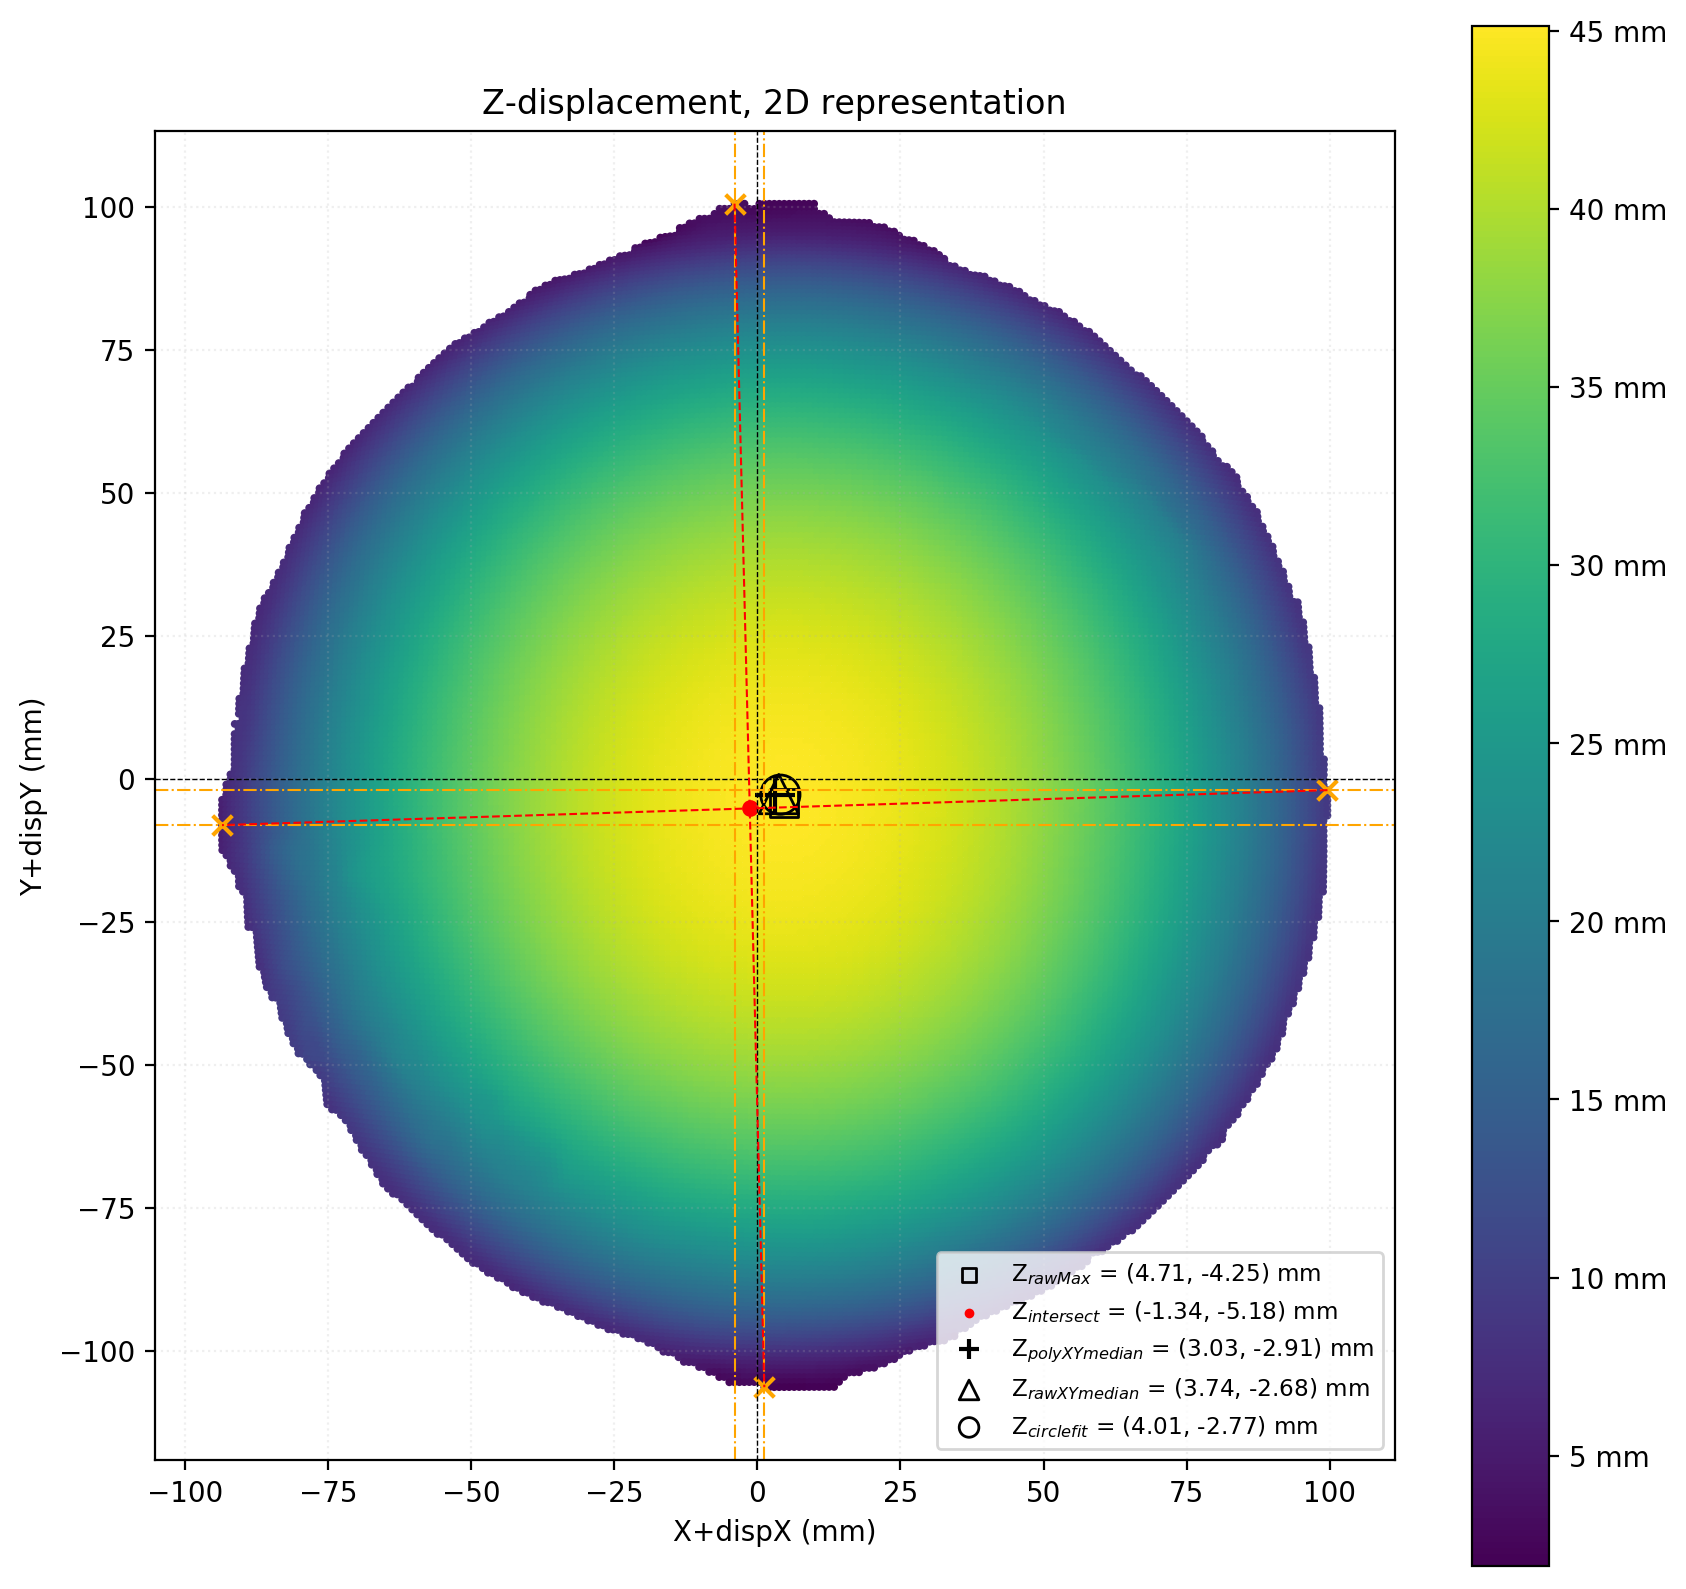 Z-displacement, 2D representation
45 mm
40 mm
35 mm
30 mm
25 mm
20 mm
15 mm
10 mm
5 mm
100
75
50
25
0
−25
−50
−75
−100
Y+dispY (mm)
−100
−75
−50
−25
0
25
50
75
100
X+dispX (mm)
ZrawMax = (4.71, -4.25) mm
Zintersect = (-1.34, -5.18) mm
ZpolyXYmedian = (3.03, -2.91) mm
ZrawXYmedian = (3.74, -2.68) mm
Zcirclefit = (4.01, -2.77) mm